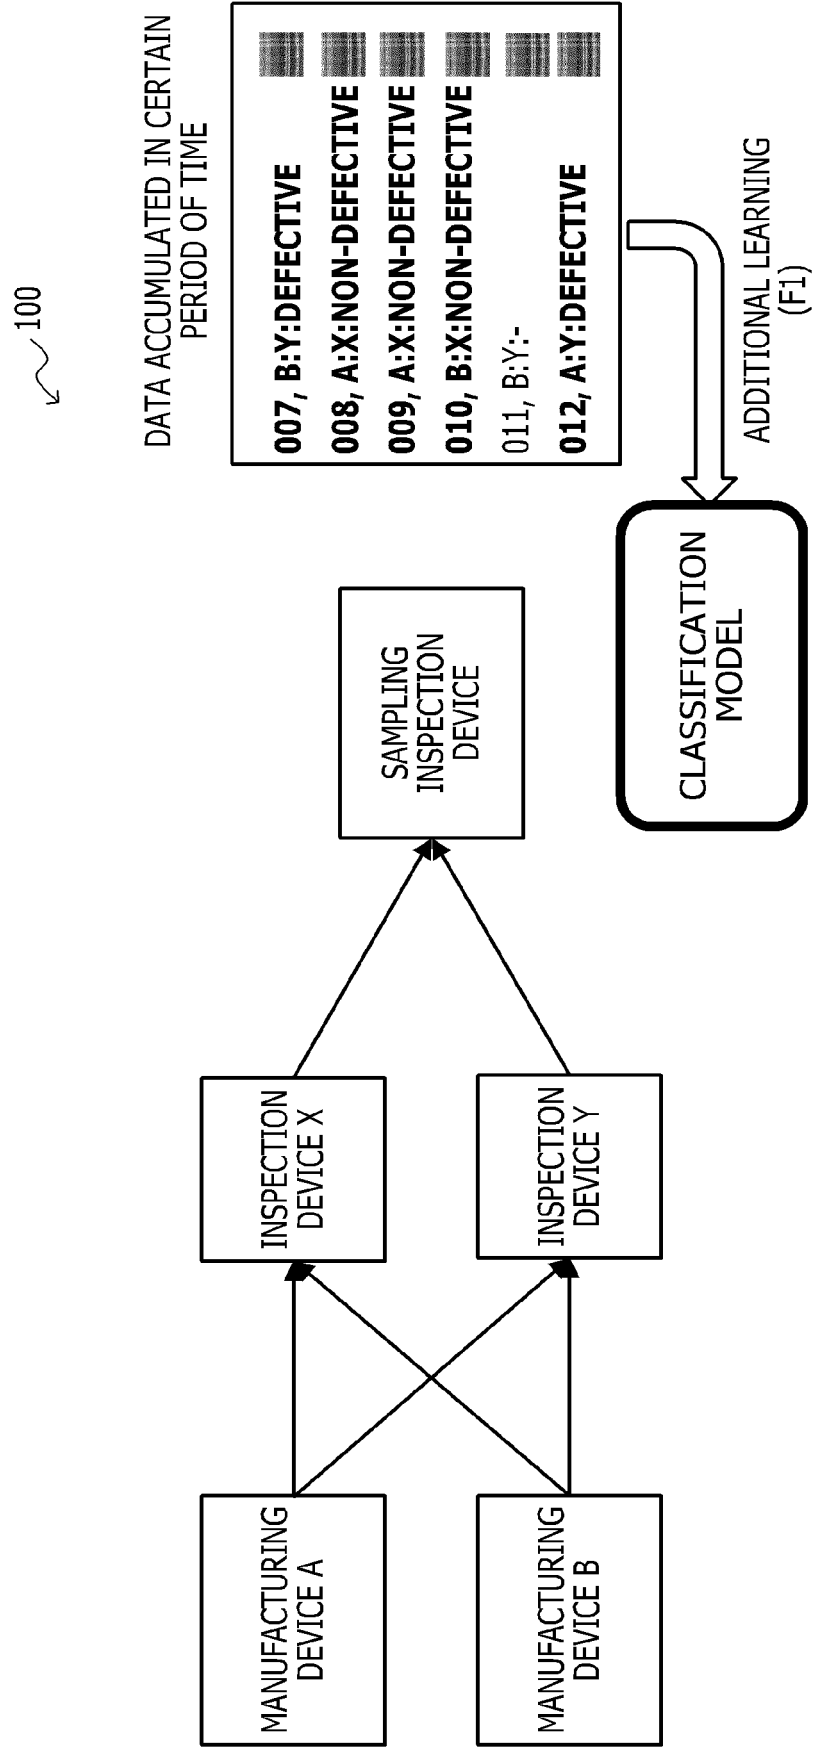 100
DATA ACCUMULATED IN CERTAIN
PERIOD OF TIME
007, B:Y:DEFECTIVE
008, A:X:NON-DEFECTIVE
009, A:X:NON-DEFECTIVE
010, B:X:NON-DEFECTIVE
011, B:Y:-
012, A:Y:DEFECTIVE
MANUFACTURING
DEVICE A
INSPECTION
DEVICE X
SAMPLING
INSPECTION
DEVICE
MANUFACTURING
DEVICE B
INSPECTION
DEVICE Y
CLASSIFICATION
MODEL
ADDITIONAL LEARNING
(F1)